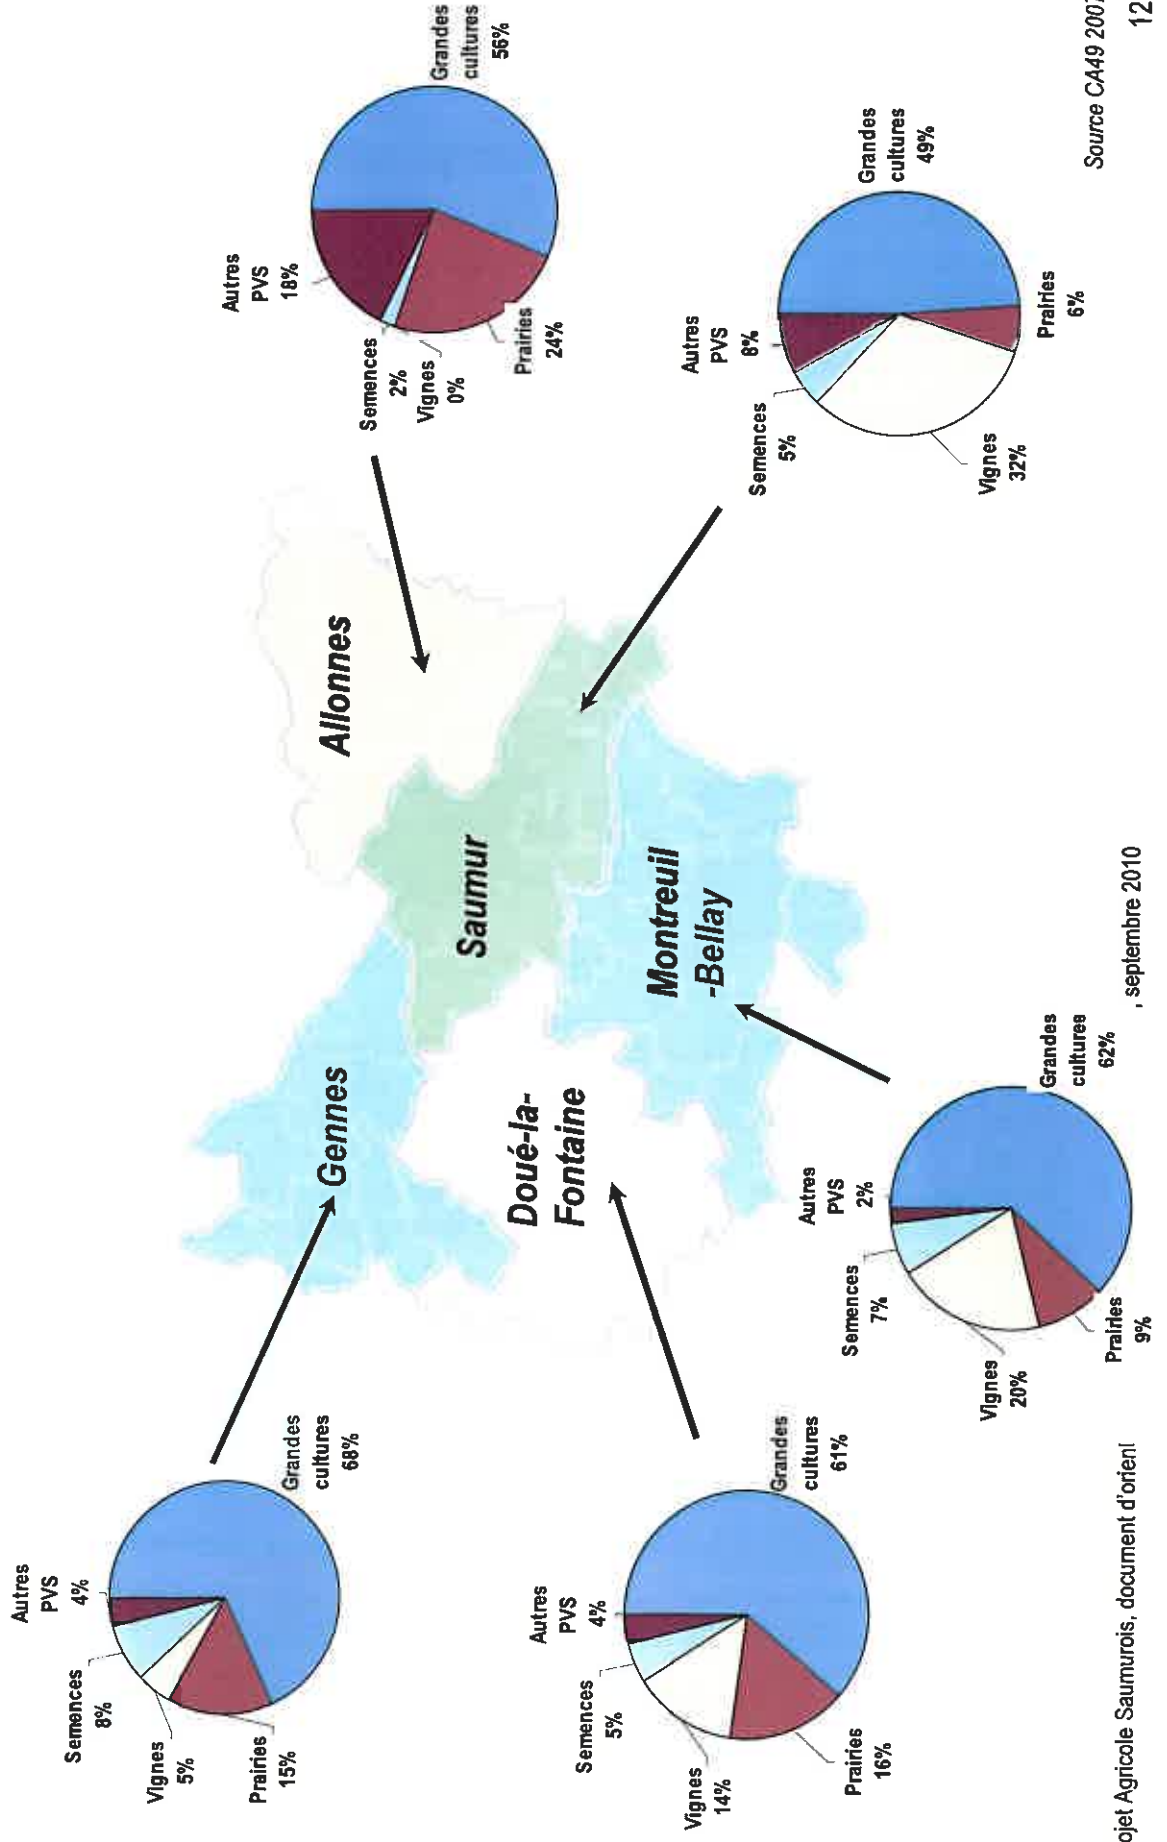 Autres
PVS
4%
Semences
8%
Vignes
5%
Prairies
15%
Grandes
cultures
68%
Autres
PVS
18%
Semences
2%
Vignes
0%
Prairies
24%
Grandes
cultures
56%
Gennes
Allonnes
Saumur
Doué-la-
Fontaine
Montreuil
-Bellay
Autres
PVS
4%
Semences
5%
Vignes
14%
Prairies
16%
Grandes
cultures
61%
Autres
PVS
2%
Semences
7%
Vignes
20%
Prairies
9%
Grandes
cultures
62%
Autres
PVS
8%
Semences
5%
Vignes
32%
Prairies
6%
Grandes
cultures
49%
Source CA49 2007
ojet Agricole Saumurois, document d'orient
, septembre 2010
12